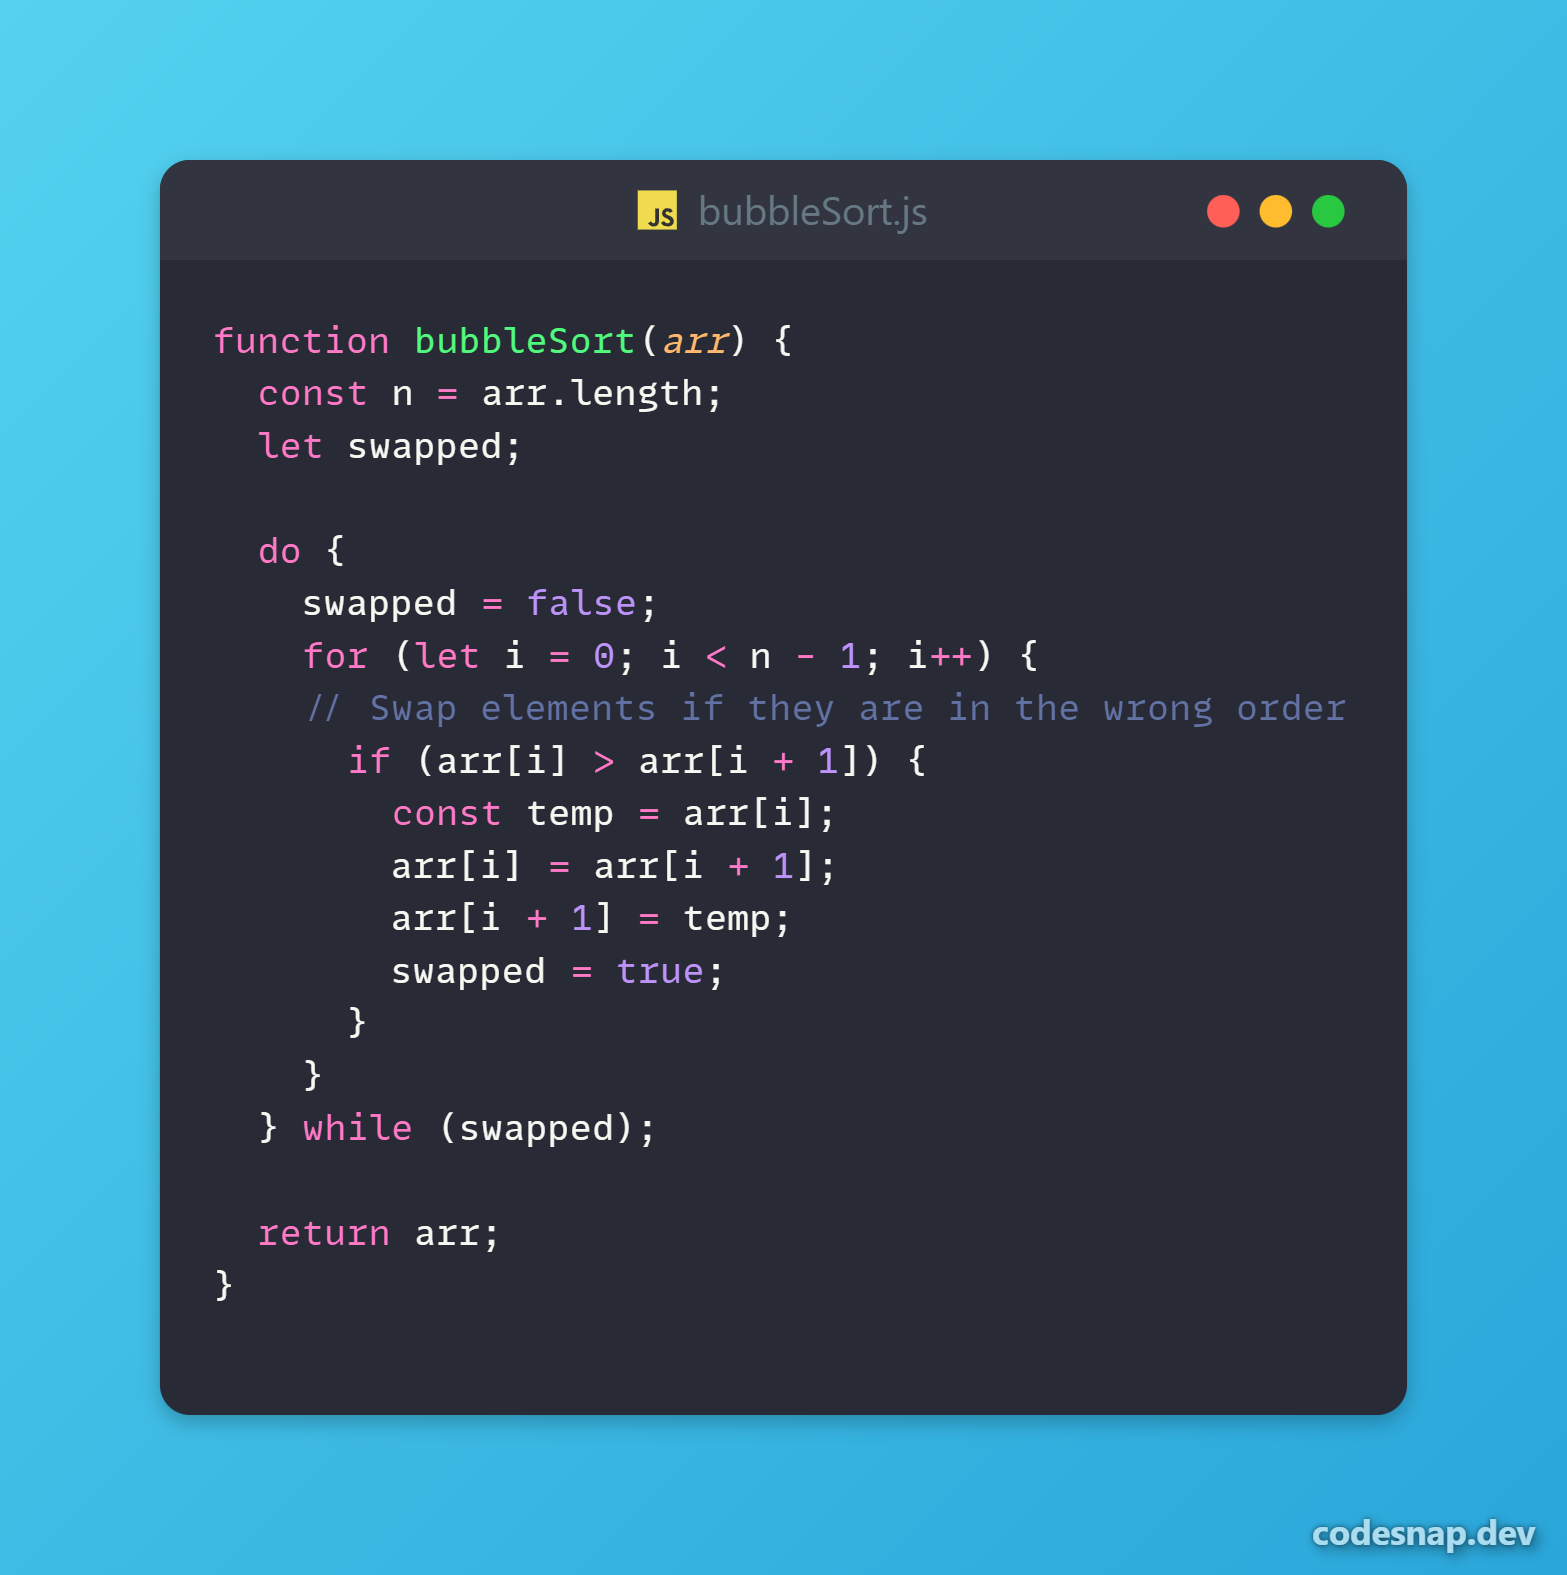 JS bubbleSort.js
function bubbleSort(arr) {
  const n = arr.length;
  let swapped;

  do {
    swapped = false;
    for (let i = 0; i < n - 1; i++) {
    // Swap elements if they are in the wrong order
      if (arr[i] > arr[i + 1]) {
        const temp = arr[i];
        arr[i] = arr[i + 1];
        arr[i + 1] = temp;
        swapped = true;
      }
    }
  } while (swapped);

  return arr;
}
codesnap.dev